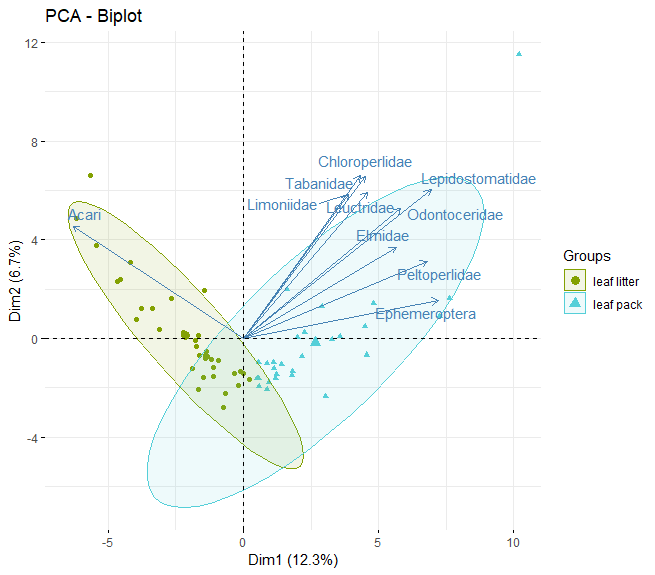 PCA - Biplot
12
8
4
0
-4
-5
0
5
10
Dim2 (6.7%)
Dim1 (12.3%)
Chloroperlidae
Tabanidae
Lepidostomatidae
Limoniidae
Leuctridae
Odontoceridae
Acari
Elmidae
Peltoperlidae
Ephemeraptera
Groups
leaf litter
leaf pack